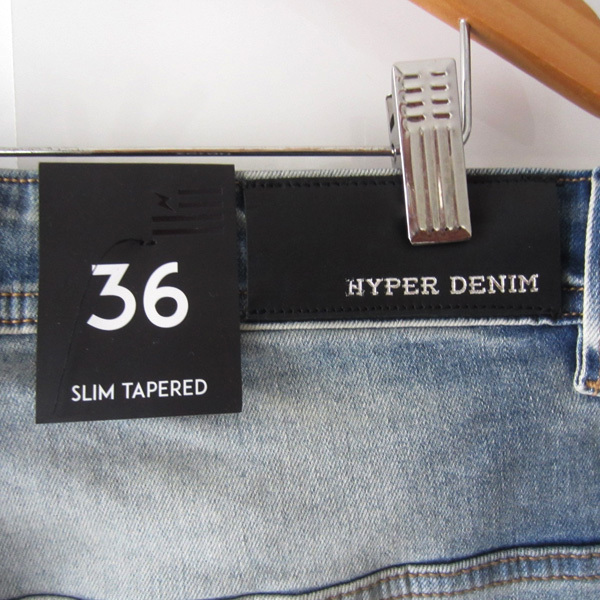 36
SLIM TAPERED
HYPER DENIM